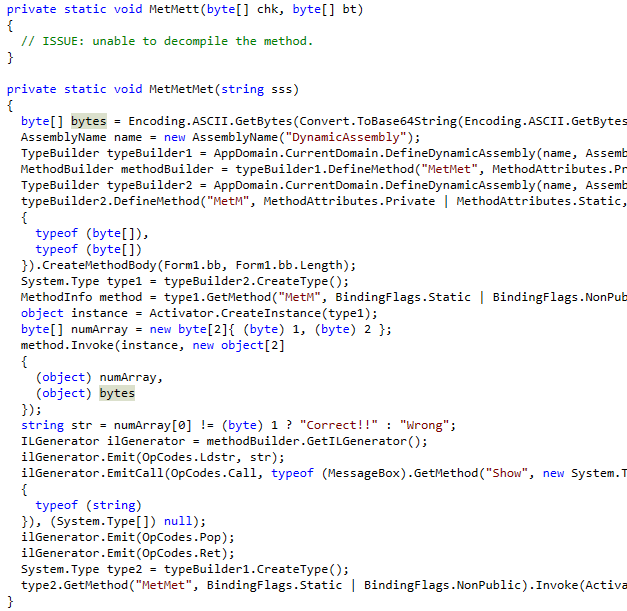 private static void MetMett(byte[] chk, byte[] bt)
{
// ISSUE: unable to decompile the method.
}
private static void MetMetMet(string sss)
{
byte[] bytes = Encoding.ASCII.GetBytes(Convert.ToBase64String(Encoding.ASCII.GetBytes
AssemblyName name = new AssemblyName("DynamicAssembly");
TypeBuilder typeBuilder1 = AppDomain.CurrentDomain.DefineDynamicAssembly(name, Assemb
MethodBuilder methodBuilder = typeBuilder1.DefineMethod("MetMet", MethodAttributes.Pr
TypeBuilder typeBuilder2 = AppDomain.CurrentDomain.DefineDynamicAssembly(name, Assemb
typeBuilder2.DefineMethod("MetM", MethodAttributes.Private | MethodAttributes.Static,
{
typeof (byte[]),
typeof (byte[])
}).CreateMethodBody(Form1.bb, Form1.bb.Length);
System.Type type1 = typeBuilder2.CreateType();
MethodInfo method = type1.GetMethod("MetM", BindingFlags.Static | BindingFlags.NonPub
object instance = Activator.CreateInstance(type1);
byte[] numArray = new byte[2]{ (byte) 1, (byte) 2 };
method.Invoke(instance, new object[2]
{
(object) numArray,
(object) bytes
});
string str = numArray[0] != (byte) 1 ? "Correct!!" : "Wrong";
ILGenerator ilGenerator = methodBuilder.GetILGenerator();
ilGenerator.Emit(OpCodes.Ldstr, str);
ilGenerator.EmitCall(OpCodes.Call, typeof (MessageBox).GetMethod("Show", new System.T
{
typeof (string)
}), (System.Type[]) null);
ilGenerator.Emit(OpCodes.Pop);
ilGenerator.Emit(OpCodes.Ret);
System.Type type2 = typeBuilder1.CreateType();
type2.GetMethod("MetMet", BindingFlags.Static | BindingFlags.NonPublic).Invoke(Activa
}